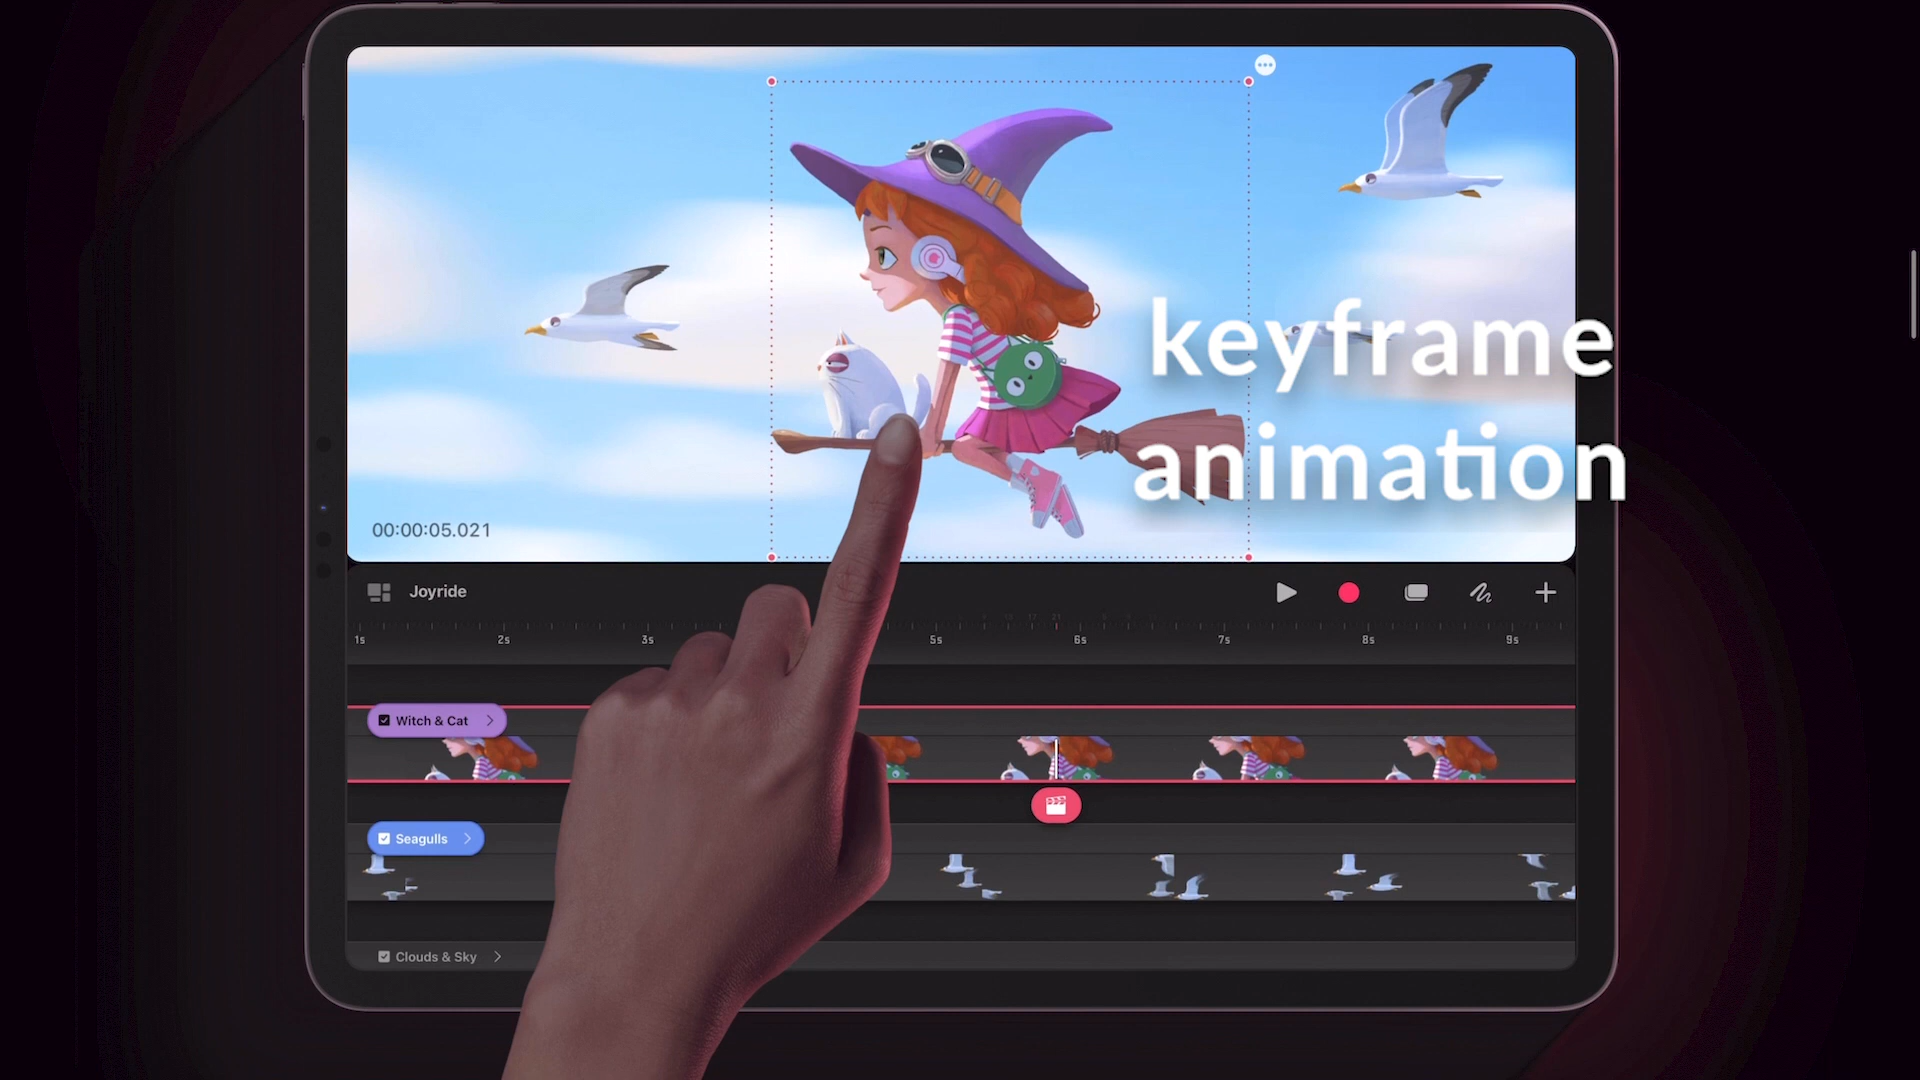 keyframe
animation
00:00:05.021
Joyride
1s 2s 3s 5s 6s 7s 8s 9s
Witch & Cat
Seagulls
Clouds & Sky